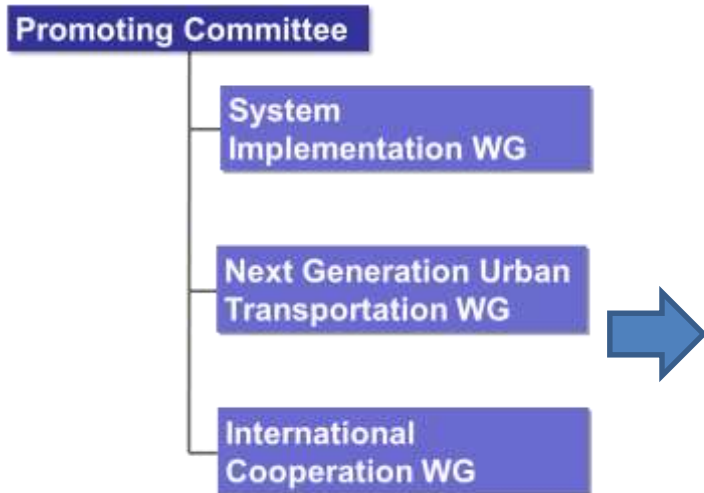 Promoting Committee
System
Implementation WG
Next Generation Urban
Transportation WG
International
Cooperation WG